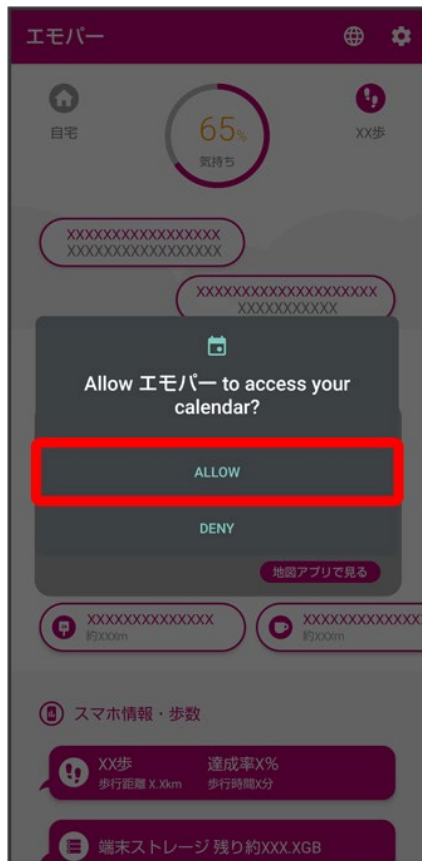 エモパー
65%
気持ち
自宅
XX歩
XXXXXXXXXXXXXXXXX
XXXXXXXXXXXXXXXXX
XXXXXXXXXXXXXXXXXXXX
XXXXXXXXXXX
Allow エモパー to access your
calendar?
ALLOW
DENY
地図アプリで見る
XXXXXXXXXXXXXX
約XXXm
XXXXXXXXXXXXX
約XXXm
スマホ情報・歩数
XX歩 達成率X%
歩行距離 X.Xkm 歩行時間X分
端末ストレージ 残り約XXX.XGB